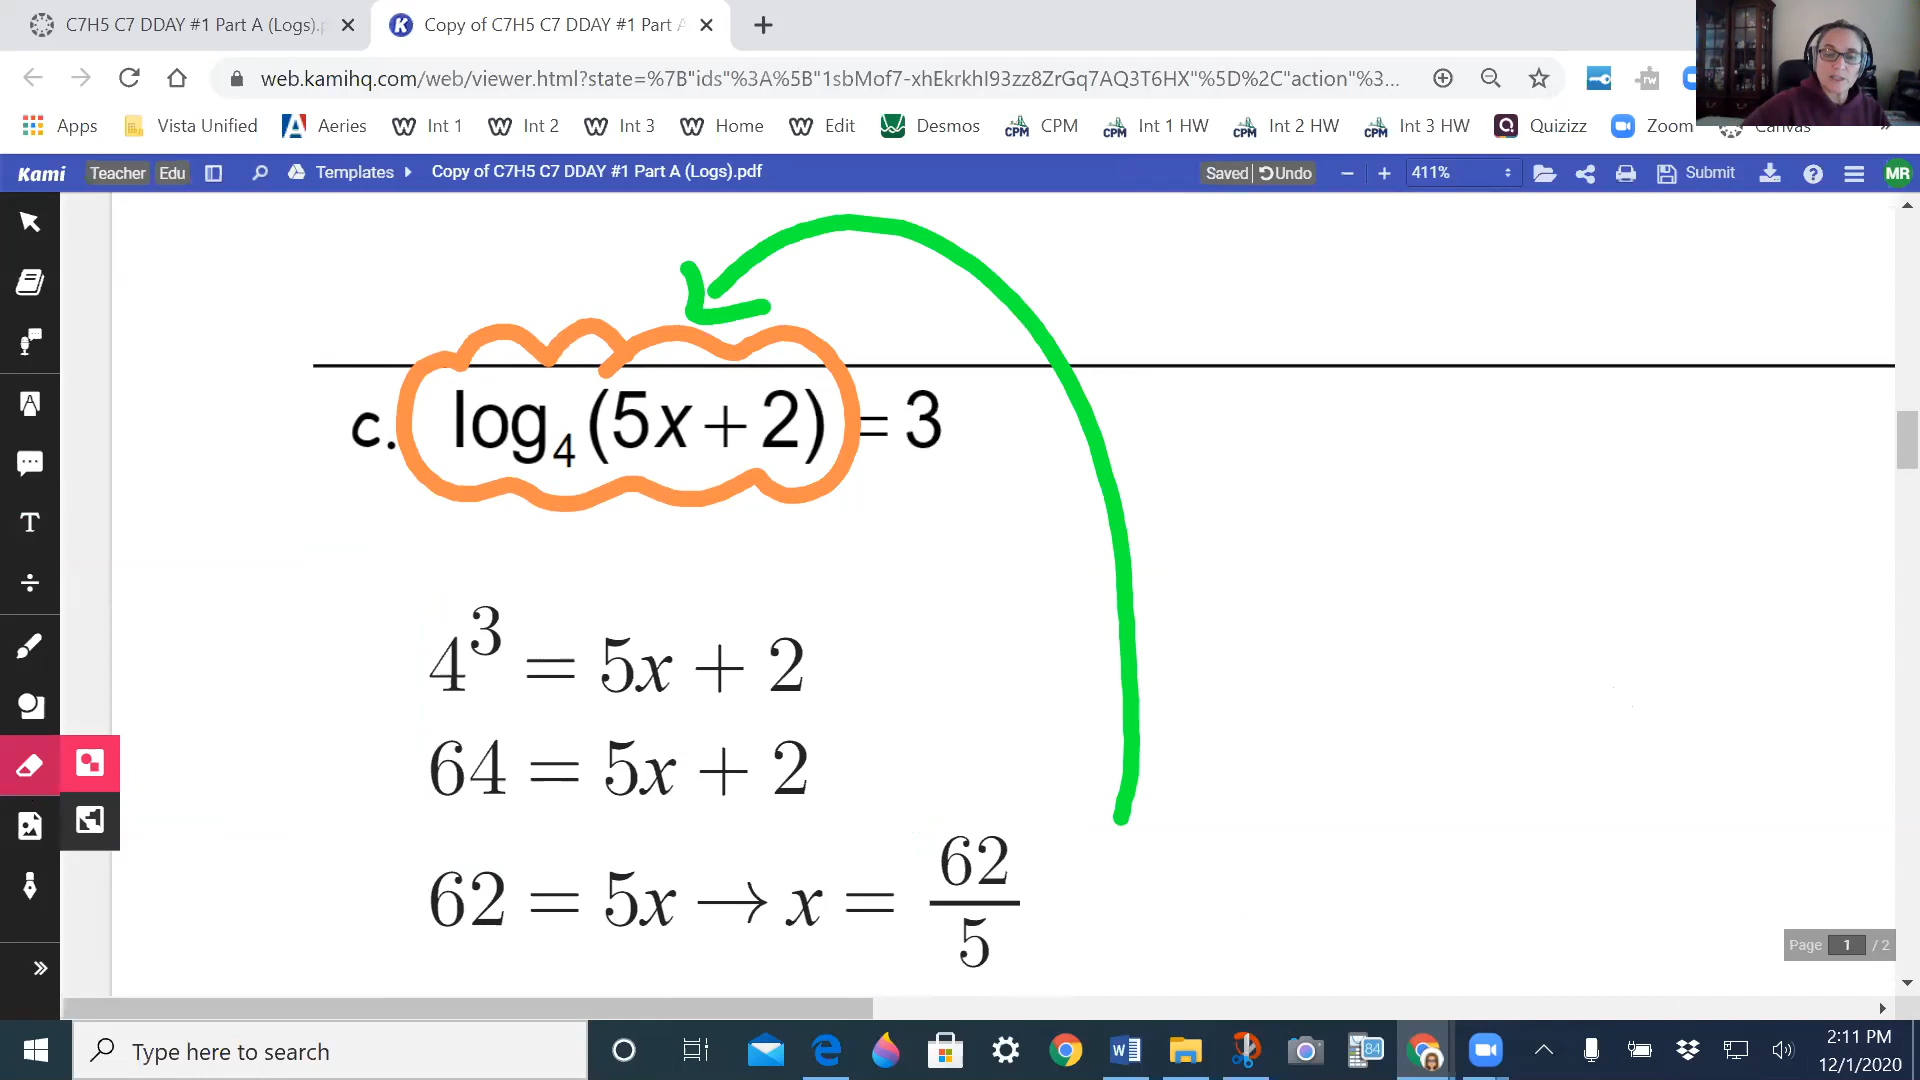 C7H5 C7 DDAY #1 Part A (Logs).
Copy of C7H5 C7 DDAY #1 Part A
web.kamihq.com/web/viewer.html?state=%7B"ids"%3A%5B"1sbMof7-xhEkrkhI93zz8ZrGq7AQ3T6HX"%5D%2C"action"%3...
Apps Vista Unified Aeries Int 1 Int 2 Int 3 Home Edit Desmos CPM Int 1 HW Int 2 HW Int 3 HW Quizizz Zoom Canvas »
Kami Teacher Edu Templates Copy of C7H5 C7 DDAY #1 Part A (Logs).pdf Saved Undo 411% Submit MR
c. log₄(5x+2) = 3
4³ = 5x + 2
64 = 5x + 2
62 = 5x → x = 62/5
Page 1 / 2
Type here to search
84
2:11 PM
12/1/2020